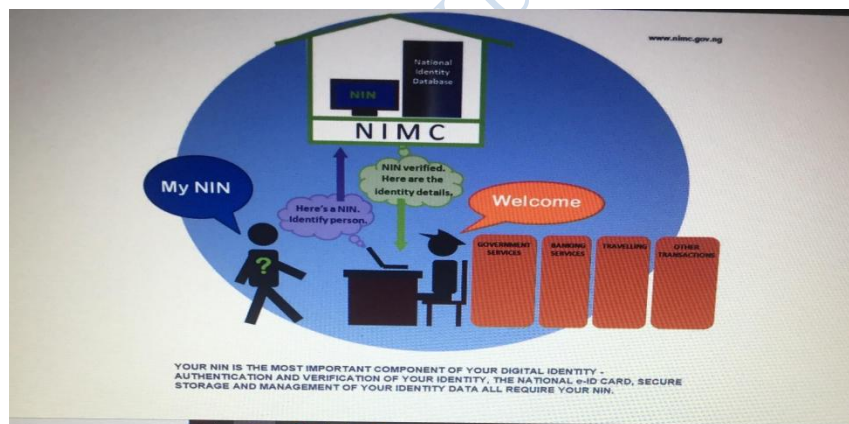 www.nimc.gov.ng
National
Identity
Database
NIN
NIMC
NIN verified.
Here are the
identity details.
My NIN
Here's a NIN.
Identify person.
Welcome
?
GOVERNMENT
SERVICES
BANKING
SERVICES
TRAVELLING
OTHER
TRANSACTIONS
YOUR NIN IS THE MOST IMPORTANT COMPONENT OF YOUR DIGITAL IDENTITY -
AUTHENTICATION AND VERIFICATION OF YOUR IDENTITY, THE NATIONAL e-ID CARD, SECURE
STORAGE AND MANAGEMENT OF YOUR IDENTITY DATA ALL REQUIRE YOUR NIN.